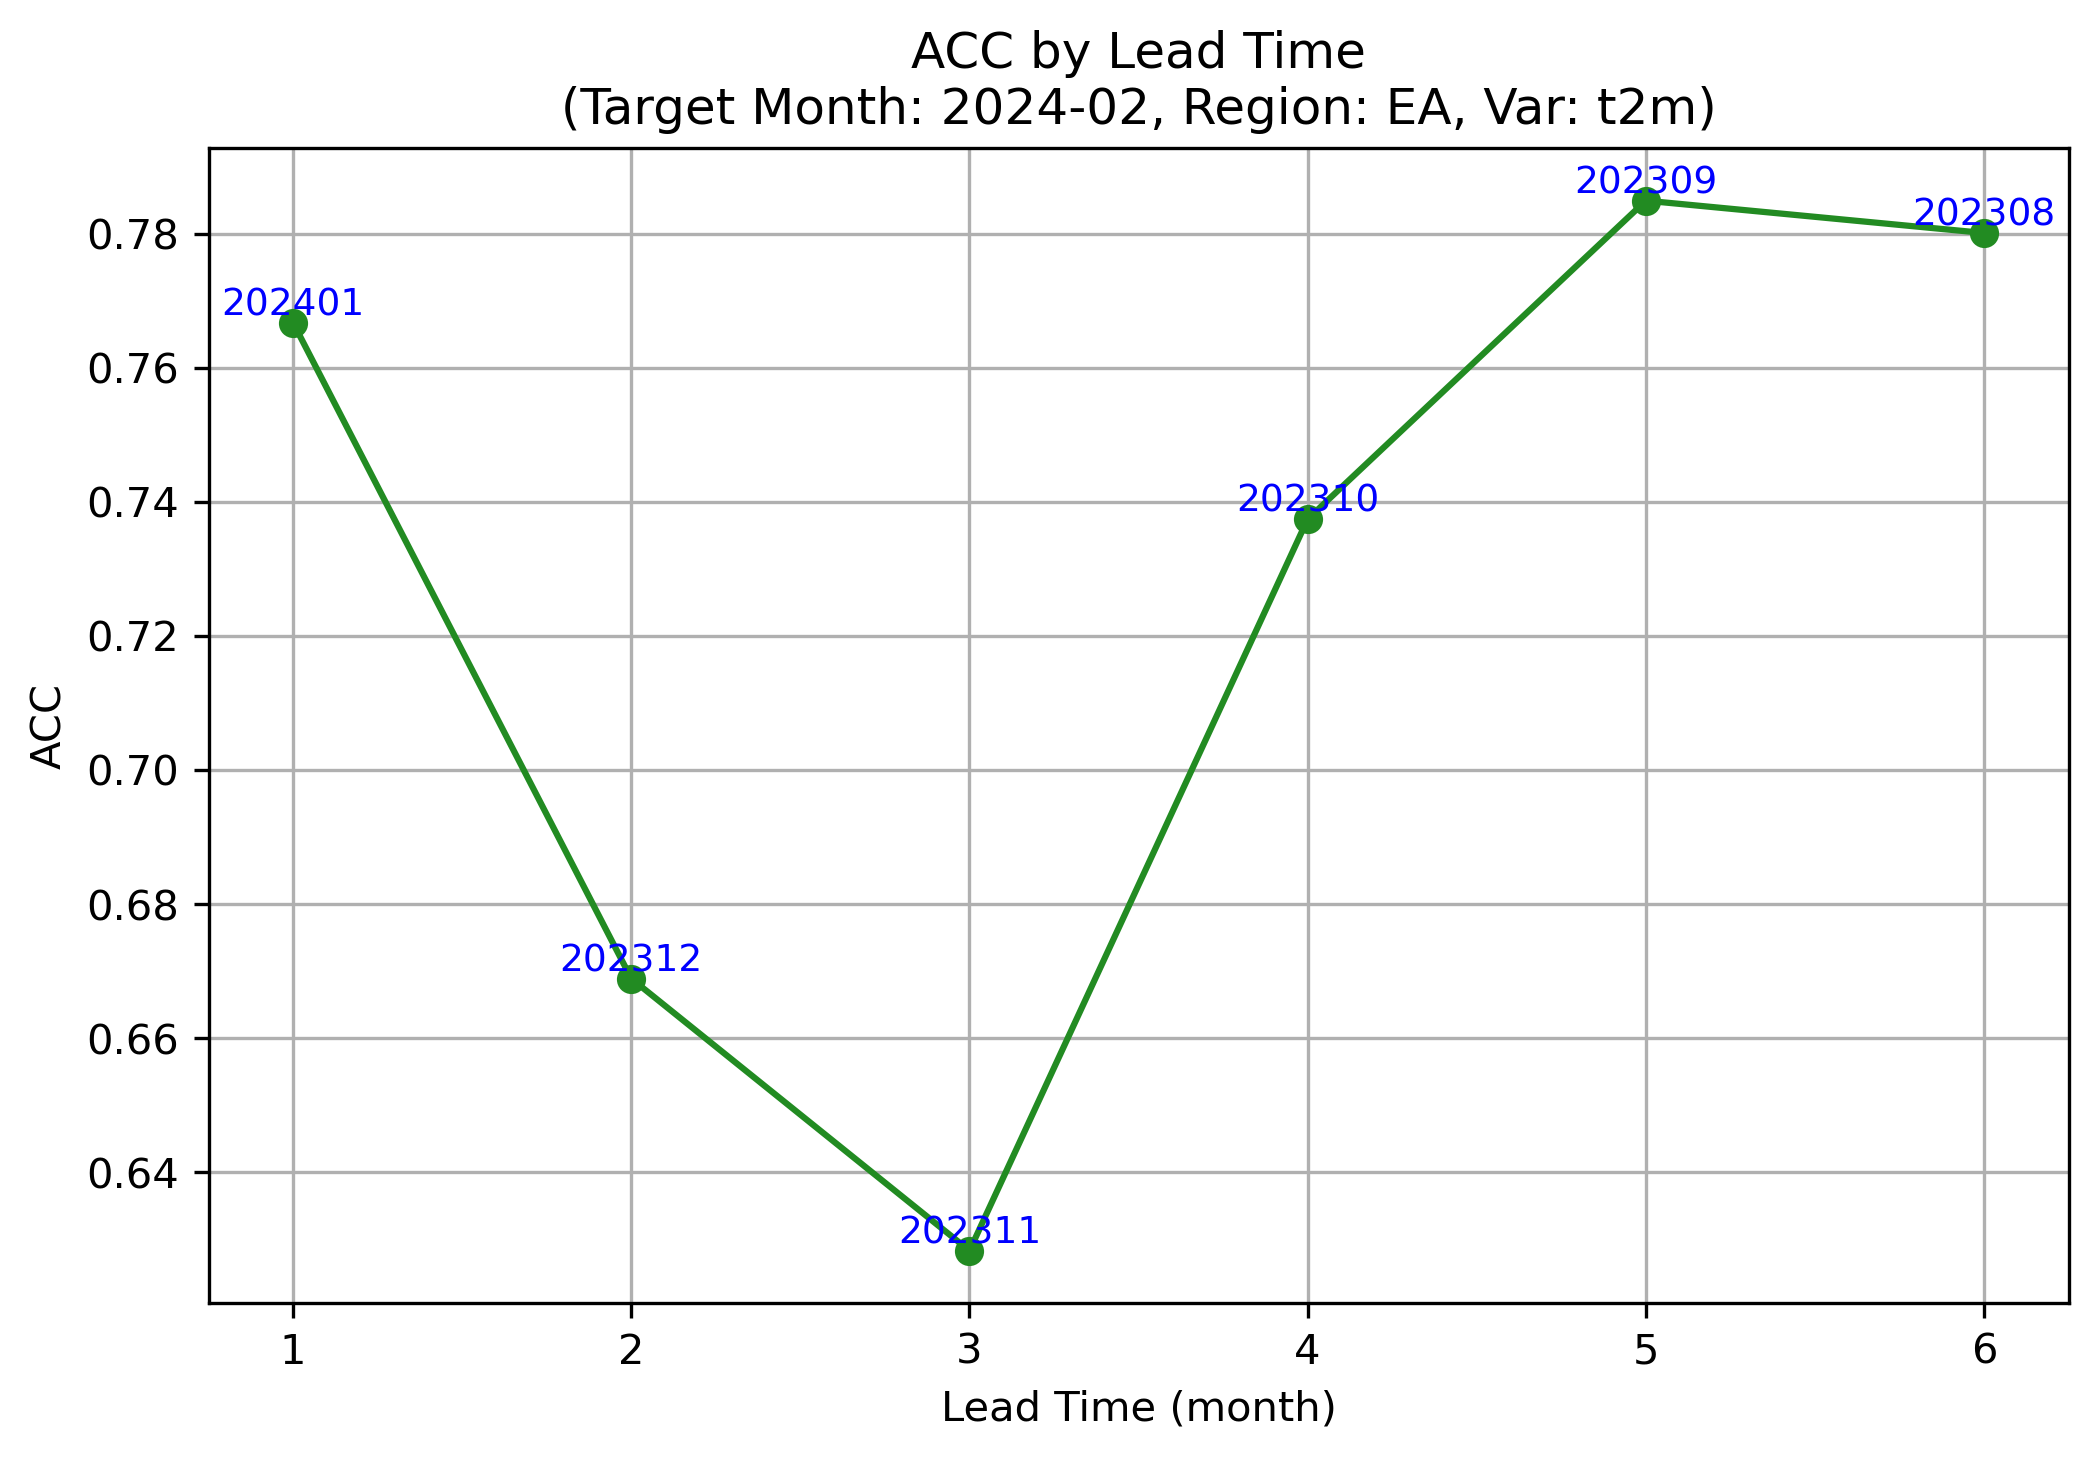 ACC by Lead Time
(Target Month: 2024-02, Region: EA, Var: t2m)
ACC
0.78
0.76
0.74
0.72
0.70
0.68
0.66
0.64
202401
202312
202311
202310
202309
202308
1 2 3 4 5 6
Lead Time (month)